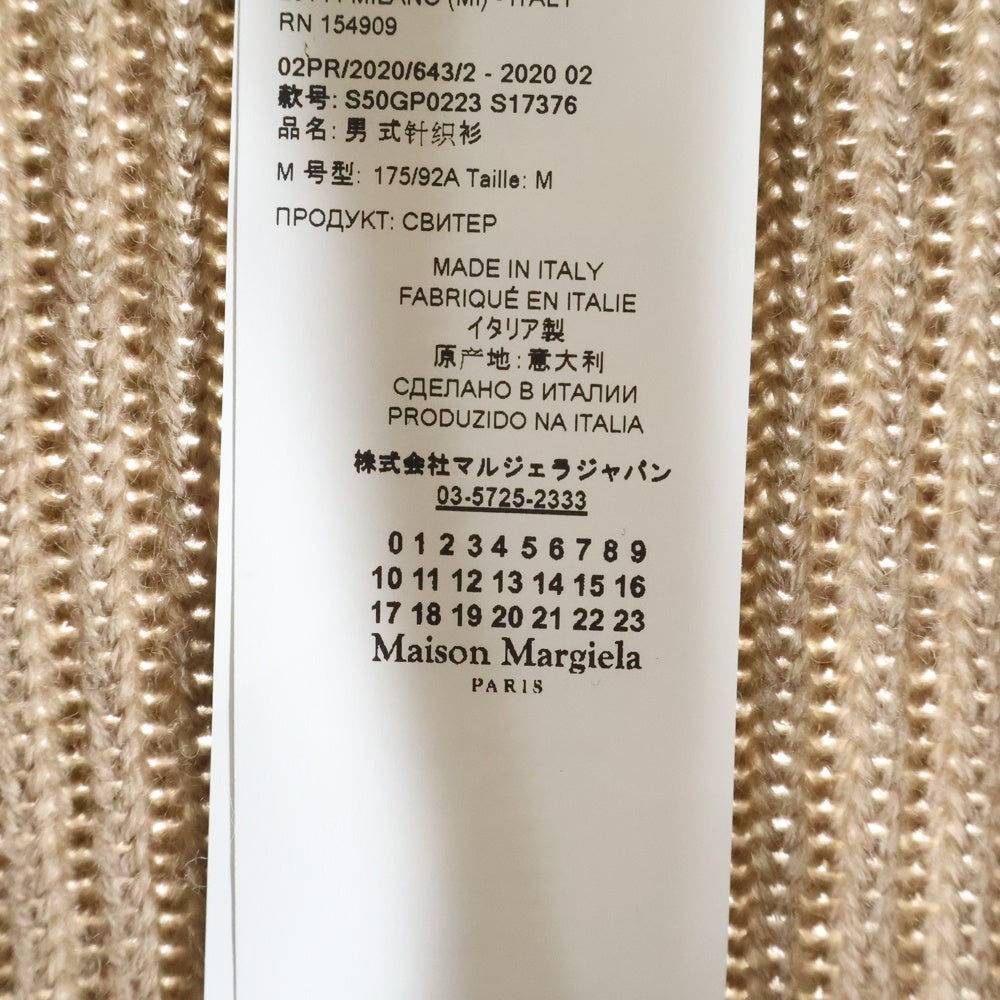 20144 MILANO (MI) - ITALY
RN 154909
02PR/2020/643/2 - 2020 02
款号: S50GP0223 S17376
品名: 男 式针织衫
M 号型: 175/92A Taille: M
ПРОДУКТ: СВИТЕР
MADE IN ITALY
FABRIQUÉ EN ITALIE
イタリア製
原产地: 意大利
СДЕЛАНО В ИТАЛИИ
PRODUZIDO NA ITALIA
株式会社マルジェラジャパン
03-5725-2333
0 1 2 3 4 5 6 7 8 9
10 11 12 13 14 15 16
17 18 19 20 21 22 23
Maison Margiela
PARIS